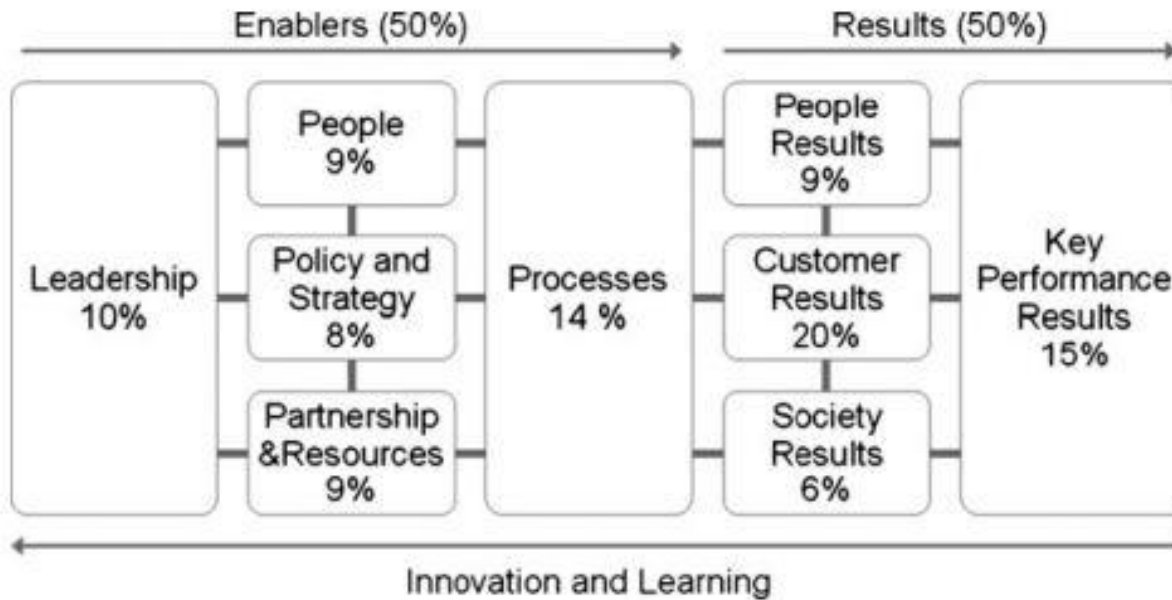 Enablers (50%)
Results (50%)
Leadership
10%
People
9%
Policy and
Strategy
8%
Partnership
&Resources
9%
Processes
14 %
People
Results
9%
Customer
Results
20%
Society
Results
6%
Key
Performance
Results
15%
Innovation and Learning